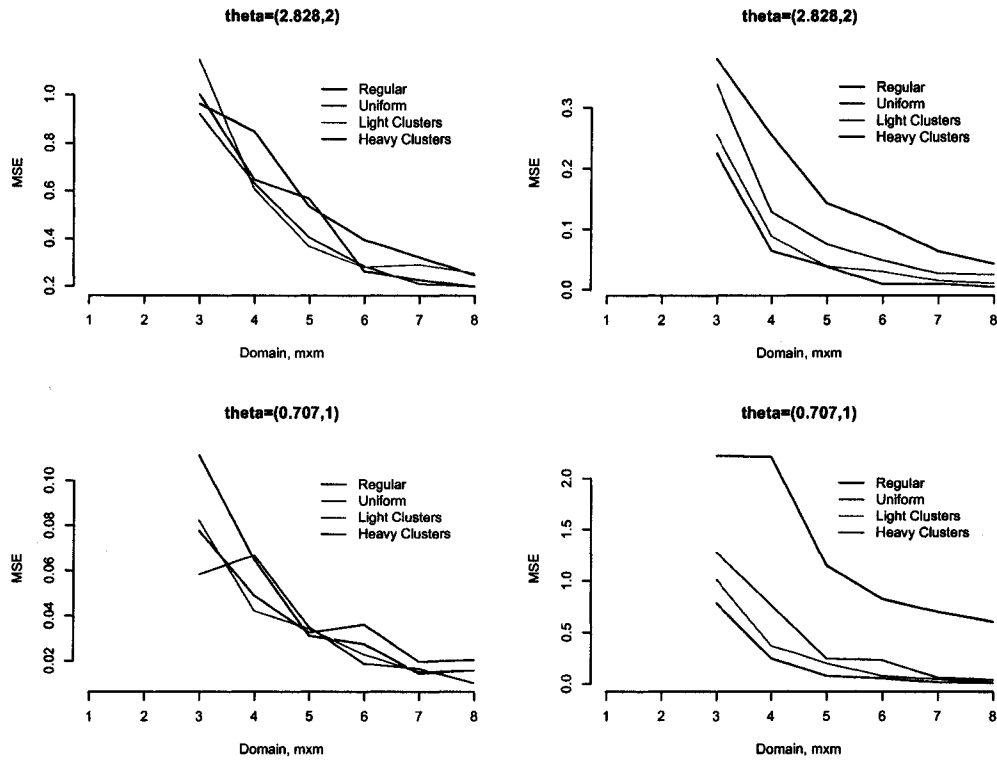 theta=(2.828,2)
MSE
1.0
0.8
0.6
0.4
0.2
Regular
Uniform
Light Clusters
Heavy Clusters
1 2 3 4 5 6 7 8
Domain, mxm
theta=(2.828,2)
MSE
0.3
0.2
0.1
0.0
Regular
Uniform
Light Clusters
Heavy Clusters
1 2 3 4 5 6 7 8
Domain, mxm
theta=(0.707,1)
MSE
0.10
0.08
0.06
0.04
0.02
Regular
Uniform
Light Clusters
Heavy Clusters
1 2 3 4 5 6 7 8
Domain, mxm
theta=(0.707,1)
MSE
2.0
1.5
1.0
0.5
0.0
Regular
Uniform
Light Clusters
Heavy Clusters
1 2 3 4 5 6 7 8
Domain, mxm